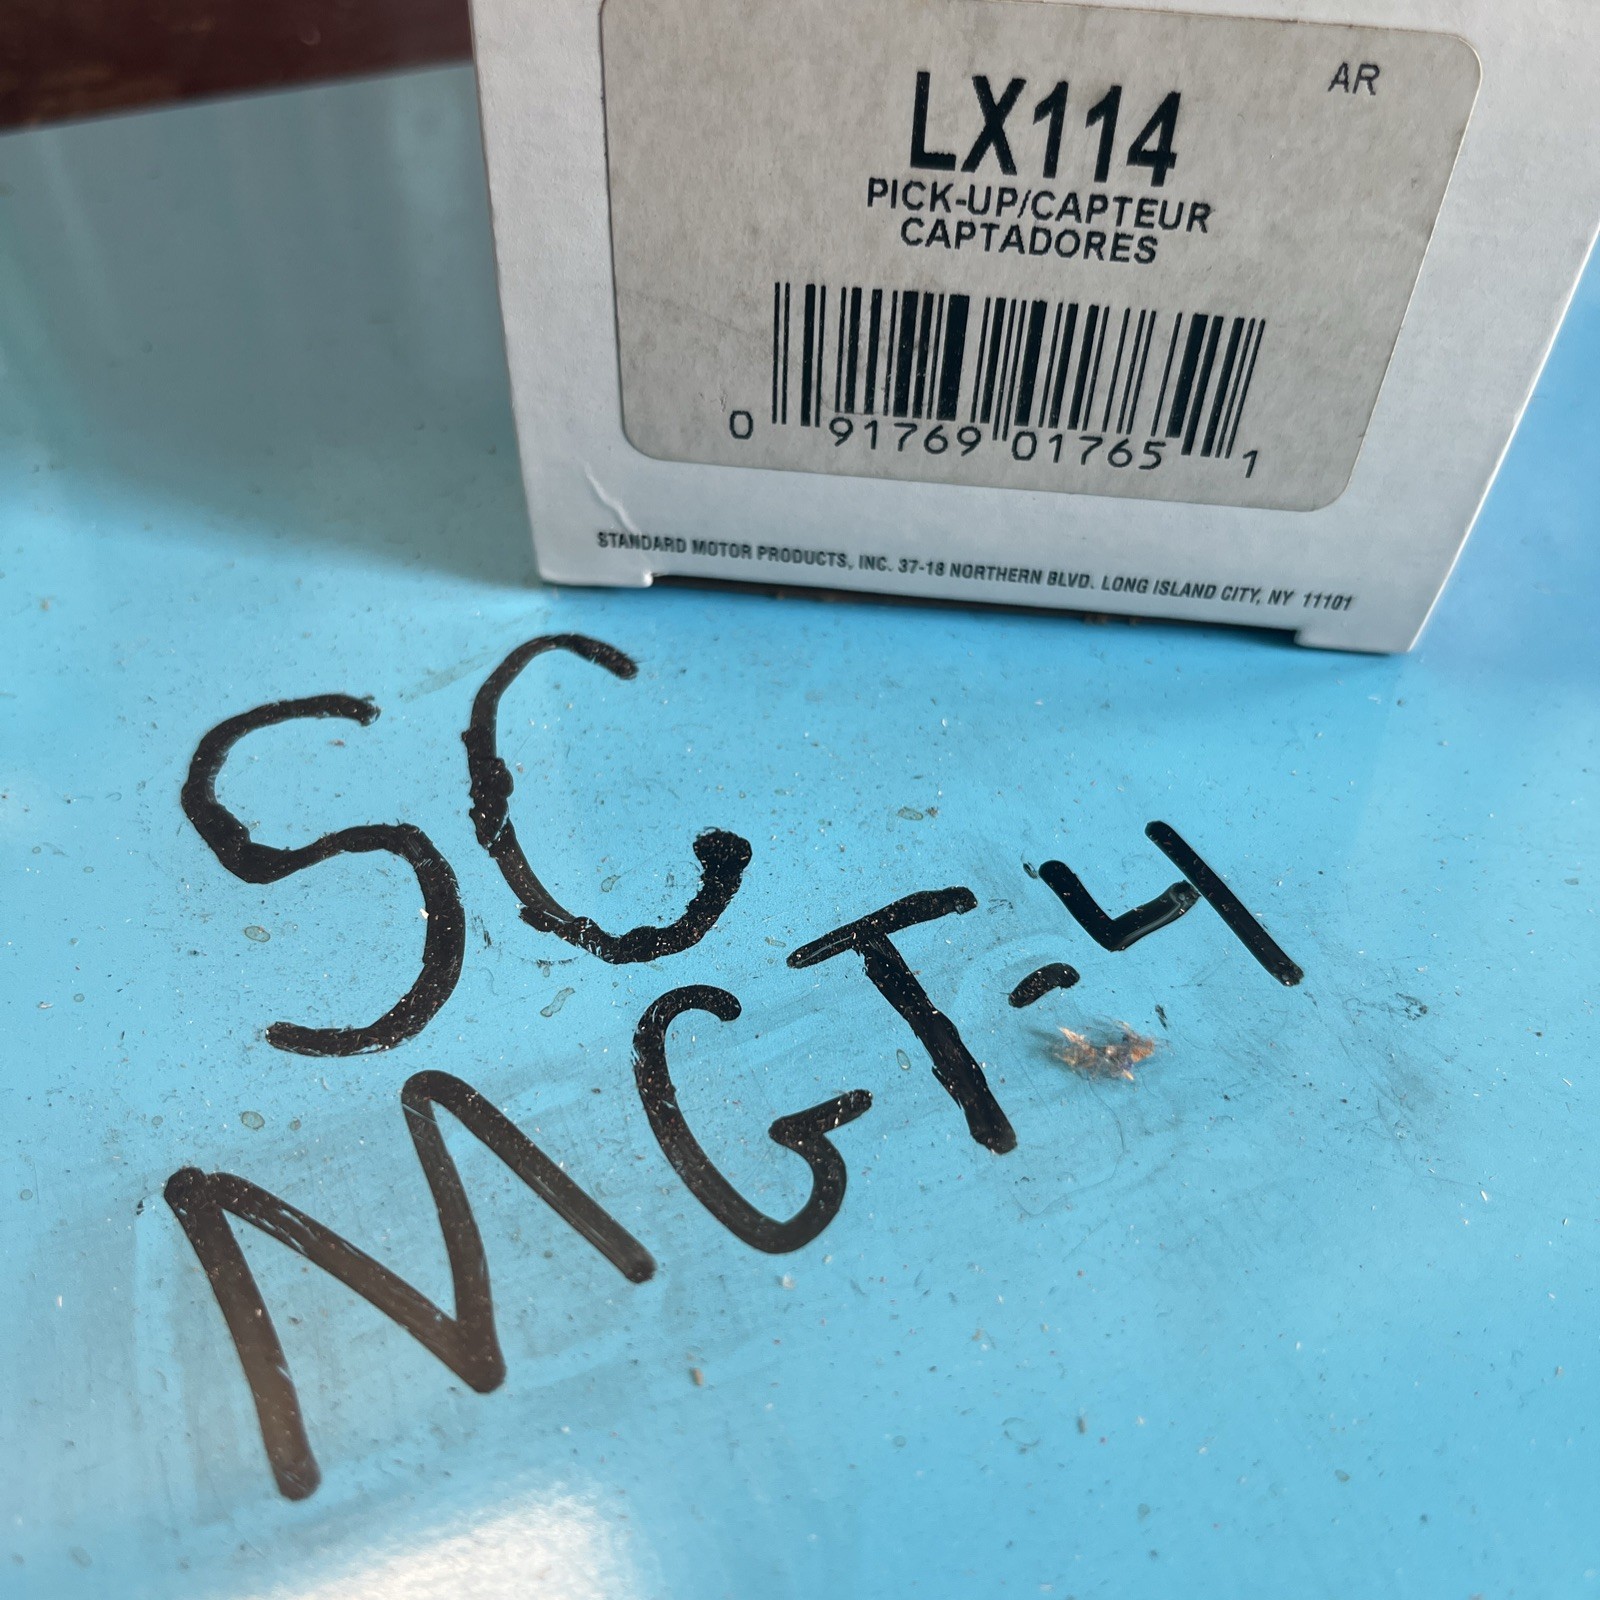 AR
LX114
PICK-UP/CAPTEUR
CAPTADORES
0 91769 01765 1
STANDARD MOTOR PRODUCTS, INC. 37-18 NORTHERN BLVD. LONG ISLAND CITY, NY 11101
SC
MGT-4